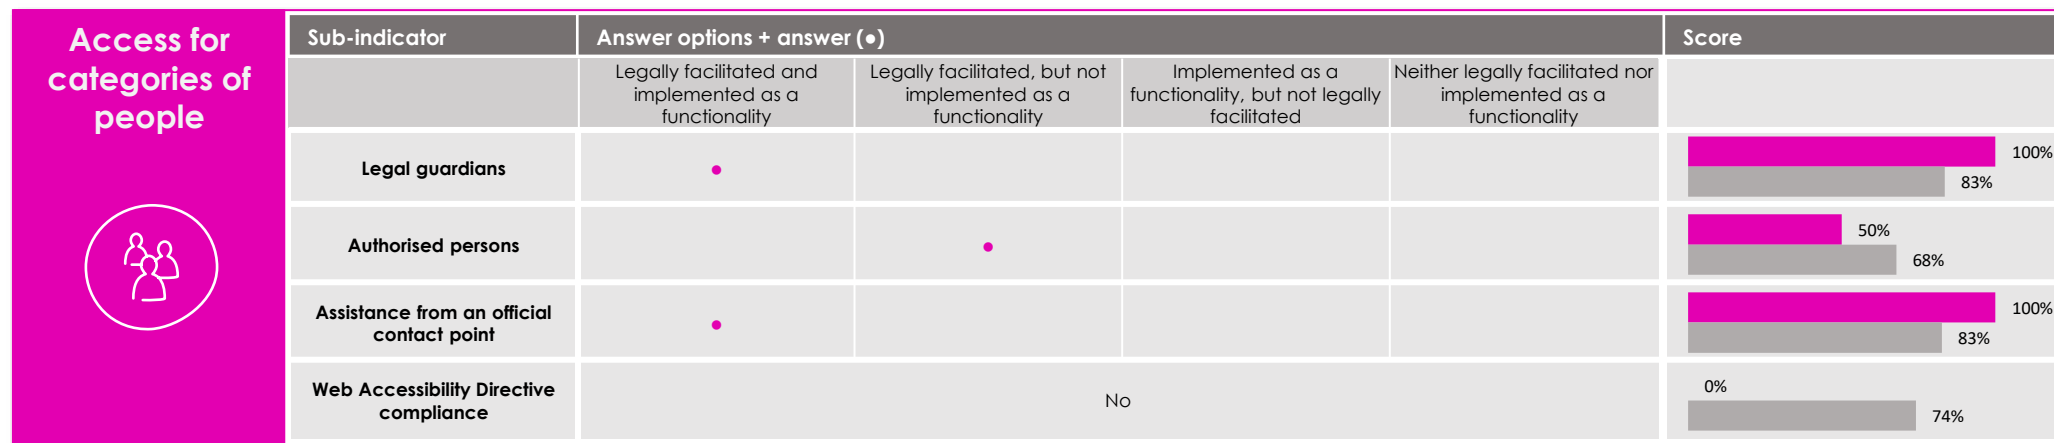 Access for
categories of
people
Sub-indicator
Answer options + answer (●)
Score
Legally facilitated and
implemented as a
functionality
Legally facilitated, but not
implemented as a
functionality
Implemented as a
functionality, but not legally
facilitated
Neither legally facilitated nor
implemented as a
functionality
Legal guardians
●
100%
83%
Authorised persons
●
50%
68%
Assistance from an official
contact point
●
100%
83%
Web Accessibility Directive
compliance
No
0%
74%